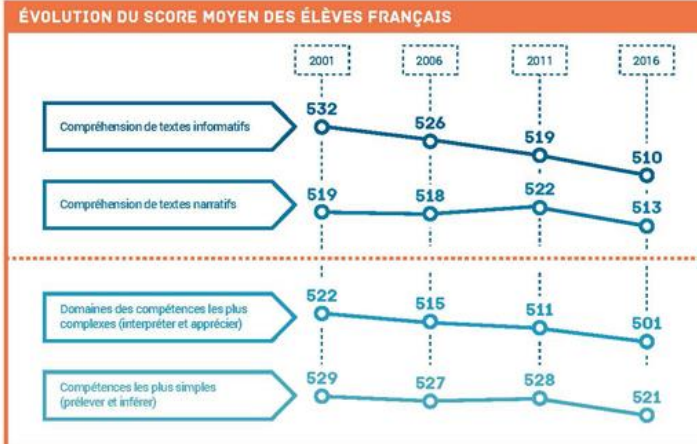 ÉVOLUTION DU SCORE MOYEN DES ÉLÈVES FRANÇAIS
2001 2006 2011 2016
Compréhension de textes informatifs
532 526 519 510
Compréhension de textes narratifs
519 518 522 513
Domaines des compétences les plus
complexes (interpréter et apprécier)
522 515 511 501
Compétences les plus simples
(prélever et inférer)
529 527 528 521